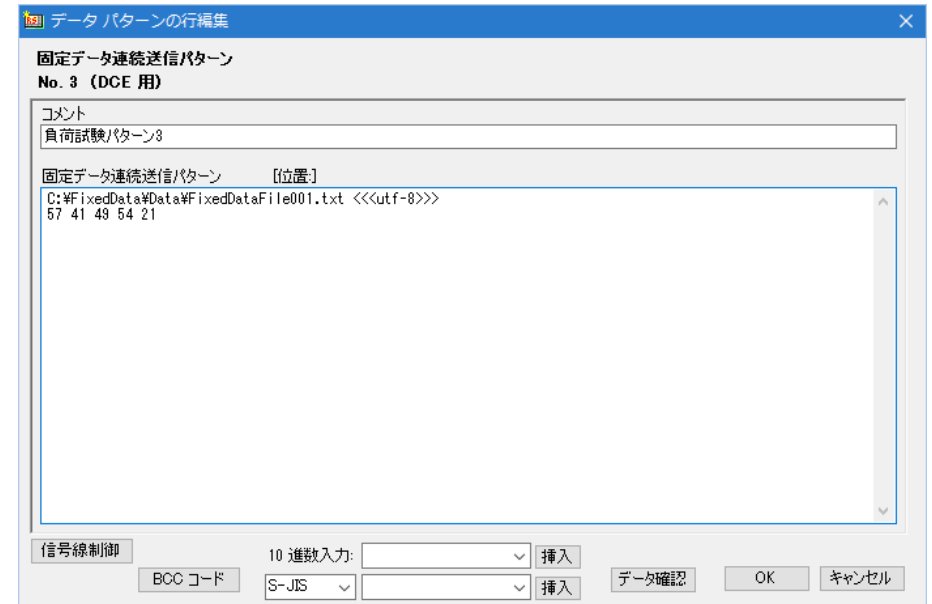 データ パターンの行編集
固定データ連続送信パターン
No. 3 (DCE 用)
コメント
負荷試験パターン3
固定データ連続送信パターン [位置:]
C:¥FixedData¥Data¥FixedDataFile001.txt <<<utf-8>>>
57 41 49 54 21
信号線制御
10 進数入力: 挿入
BCC コード
S-JIS 挿入
データ確認
OK
キャンセル